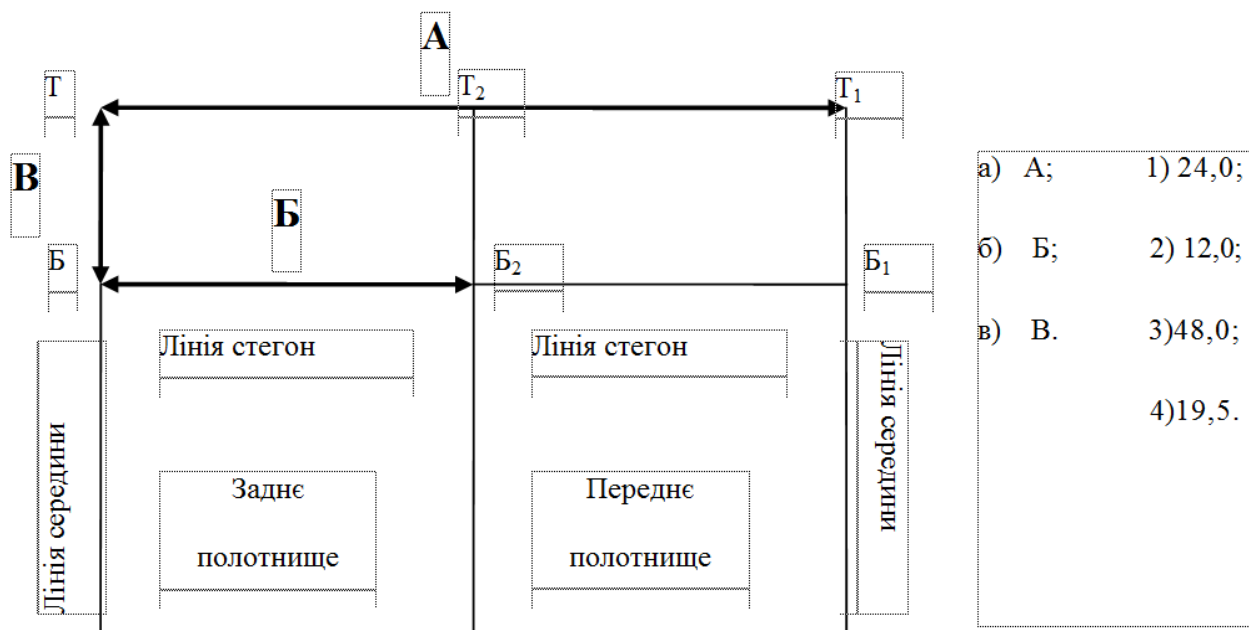 А
Т
Т₂
Т₁
В
Б
Б
Б₂
Б₁
Лінія стегон
Лінія стегон
Лінія середини
Лінія середини
Заднє
полотнище
Переднє
полотнище
а) А; 1) 24,0;
б) Б; 2) 12,0;
в) В. 3)48,0;
4)19,5.